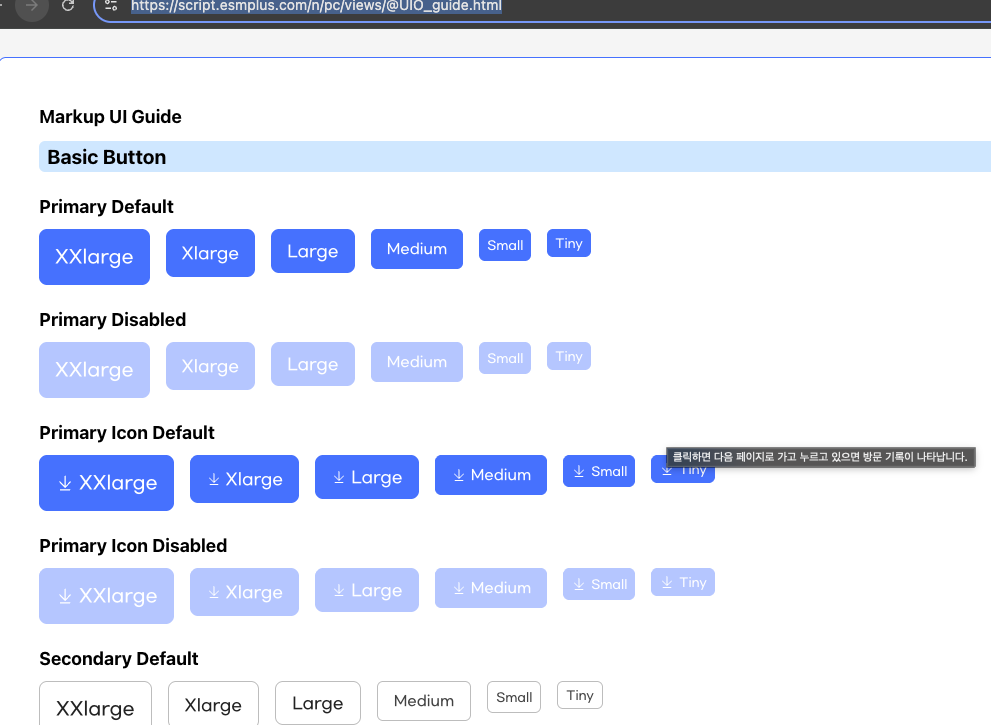 https://script.esmplus.com/n/pc/views/@UIO_guide.html
Markup UI Guide
Basic Button
Primary Default
XXlarge Xlarge Large Medium Small Tiny
Primary Disabled
XXlarge Xlarge Large Medium Small Tiny
Primary Icon Default
클릭하면 다음 페이지로 가고 누르고 있으면 방문 기록이 나타납니다.
XXlarge Xlarge Large Medium Small Tiny
Primary Icon Disabled
XXlarge Xlarge Large Medium Small Tiny
Secondary Default
XXlarge Xlarge Large Medium Small Tiny